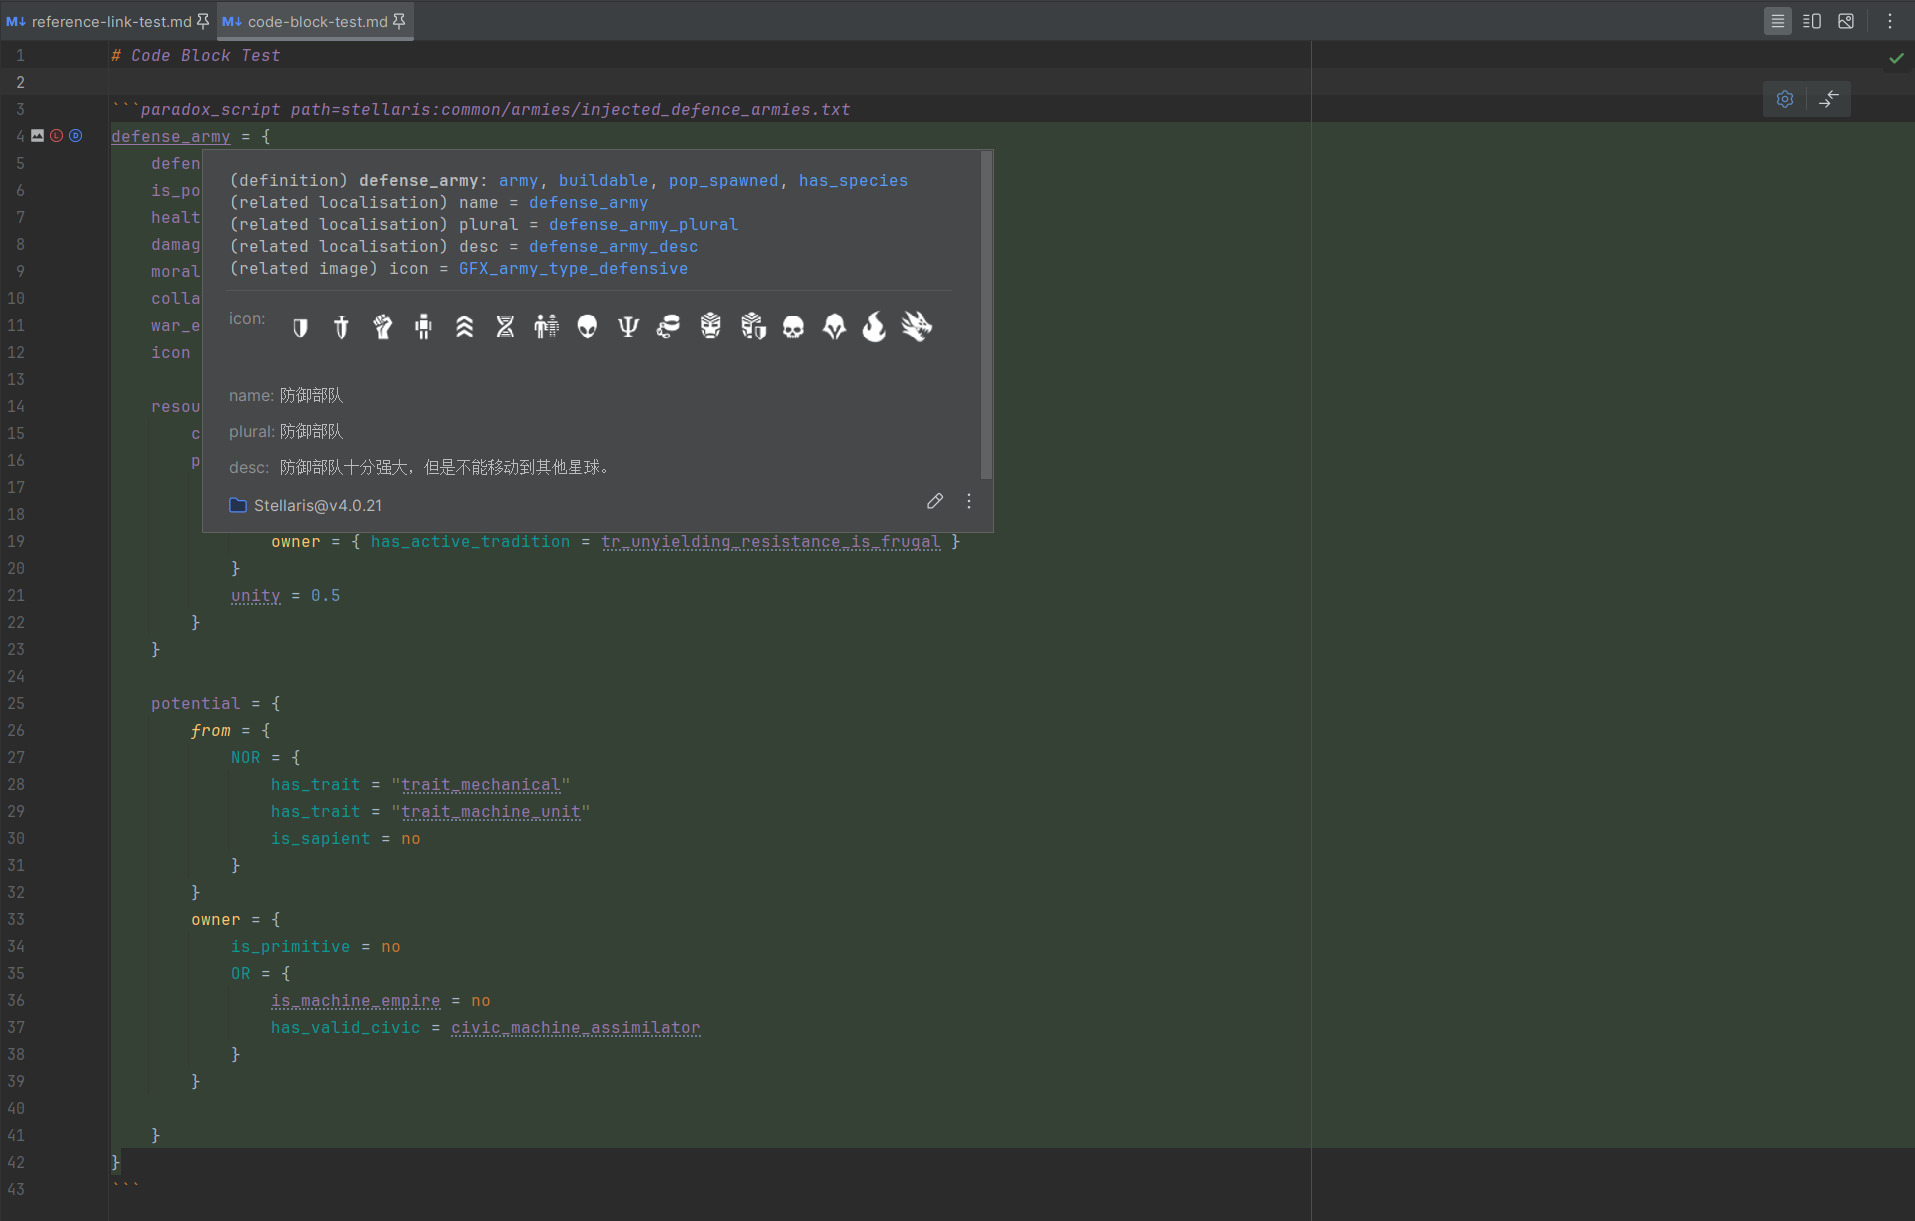 reference-link-test.md
code-block-test.md
1 # Code Block Test
2
3 ```paradox_script path=stellaris:common/armies/injected_defence_armies.txt
4 defense_army = {
5 defen
6 is_po
7 healt
8 damag
9 moral
10 colla
11 war_e
12 icon
13
14 resou
15 c
16 p
17
18
(definition) defense_army: army, buildable, pop_spawned, has_species
(related localisation) name = defense_army
(related localisation) plural = defense_army_plural
(related localisation) desc = defense_army_desc
(related image) icon = GFX_army_type_defensive
icon:
name: 防御部队
plural: 防御部队
desc: 防御部队十分强大，但是不能移动到其他星球。
Stellaris@v4.0.21
19 owner = { has_active_tradition = tr_unyielding_resistance_is_frugal }
20 }
21 unity = 0.5
22 }
23 }
24
25 potential = {
26 from = {
27 NOR = {
28 has_trait = "trait_mechanical"
29 has_trait = "trait_machine_unit"
30 is_sapient = no
31 }
32 }
33 owner = {
34 is_primitive = no
35 OR = {
36 is_machine_empire = no
37 has_valid_civic = civic_machine_assimilator
38 }
39 }
40
41 }
42 }
43 ```